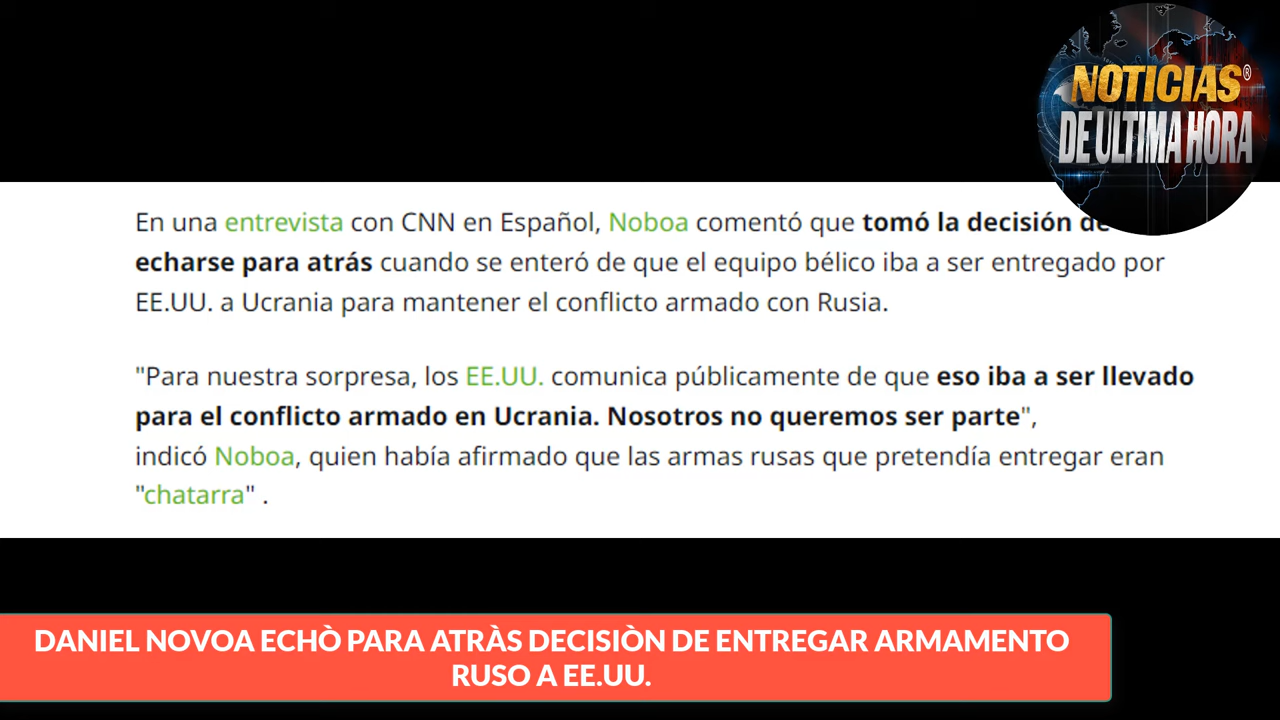 NOTICIAS®
DE ULTIMA HORA
En una entrevista con CNN en Español, Noboa comentó que tomó la decisión de
echarse para atrás cuando se enteró de que el equipo bélico iba a ser entregado por
EE.UU. a Ucrania para mantener el conflicto armado con Rusia.
"Para nuestra sorpresa, los EE.UU. comunica públicamente de que eso iba a ser llevado
para el conflicto armado en Ucrania. Nosotros no queremos ser parte",
indicó Noboa, quien había afirmado que las armas rusas que pretendía entregar eran
"chatarra" .
DANIEL NOVOA ECHÒ PARA ATRÀS DECISIÒN DE ENTREGAR ARMAMENTO
RUSO A EE.UU.